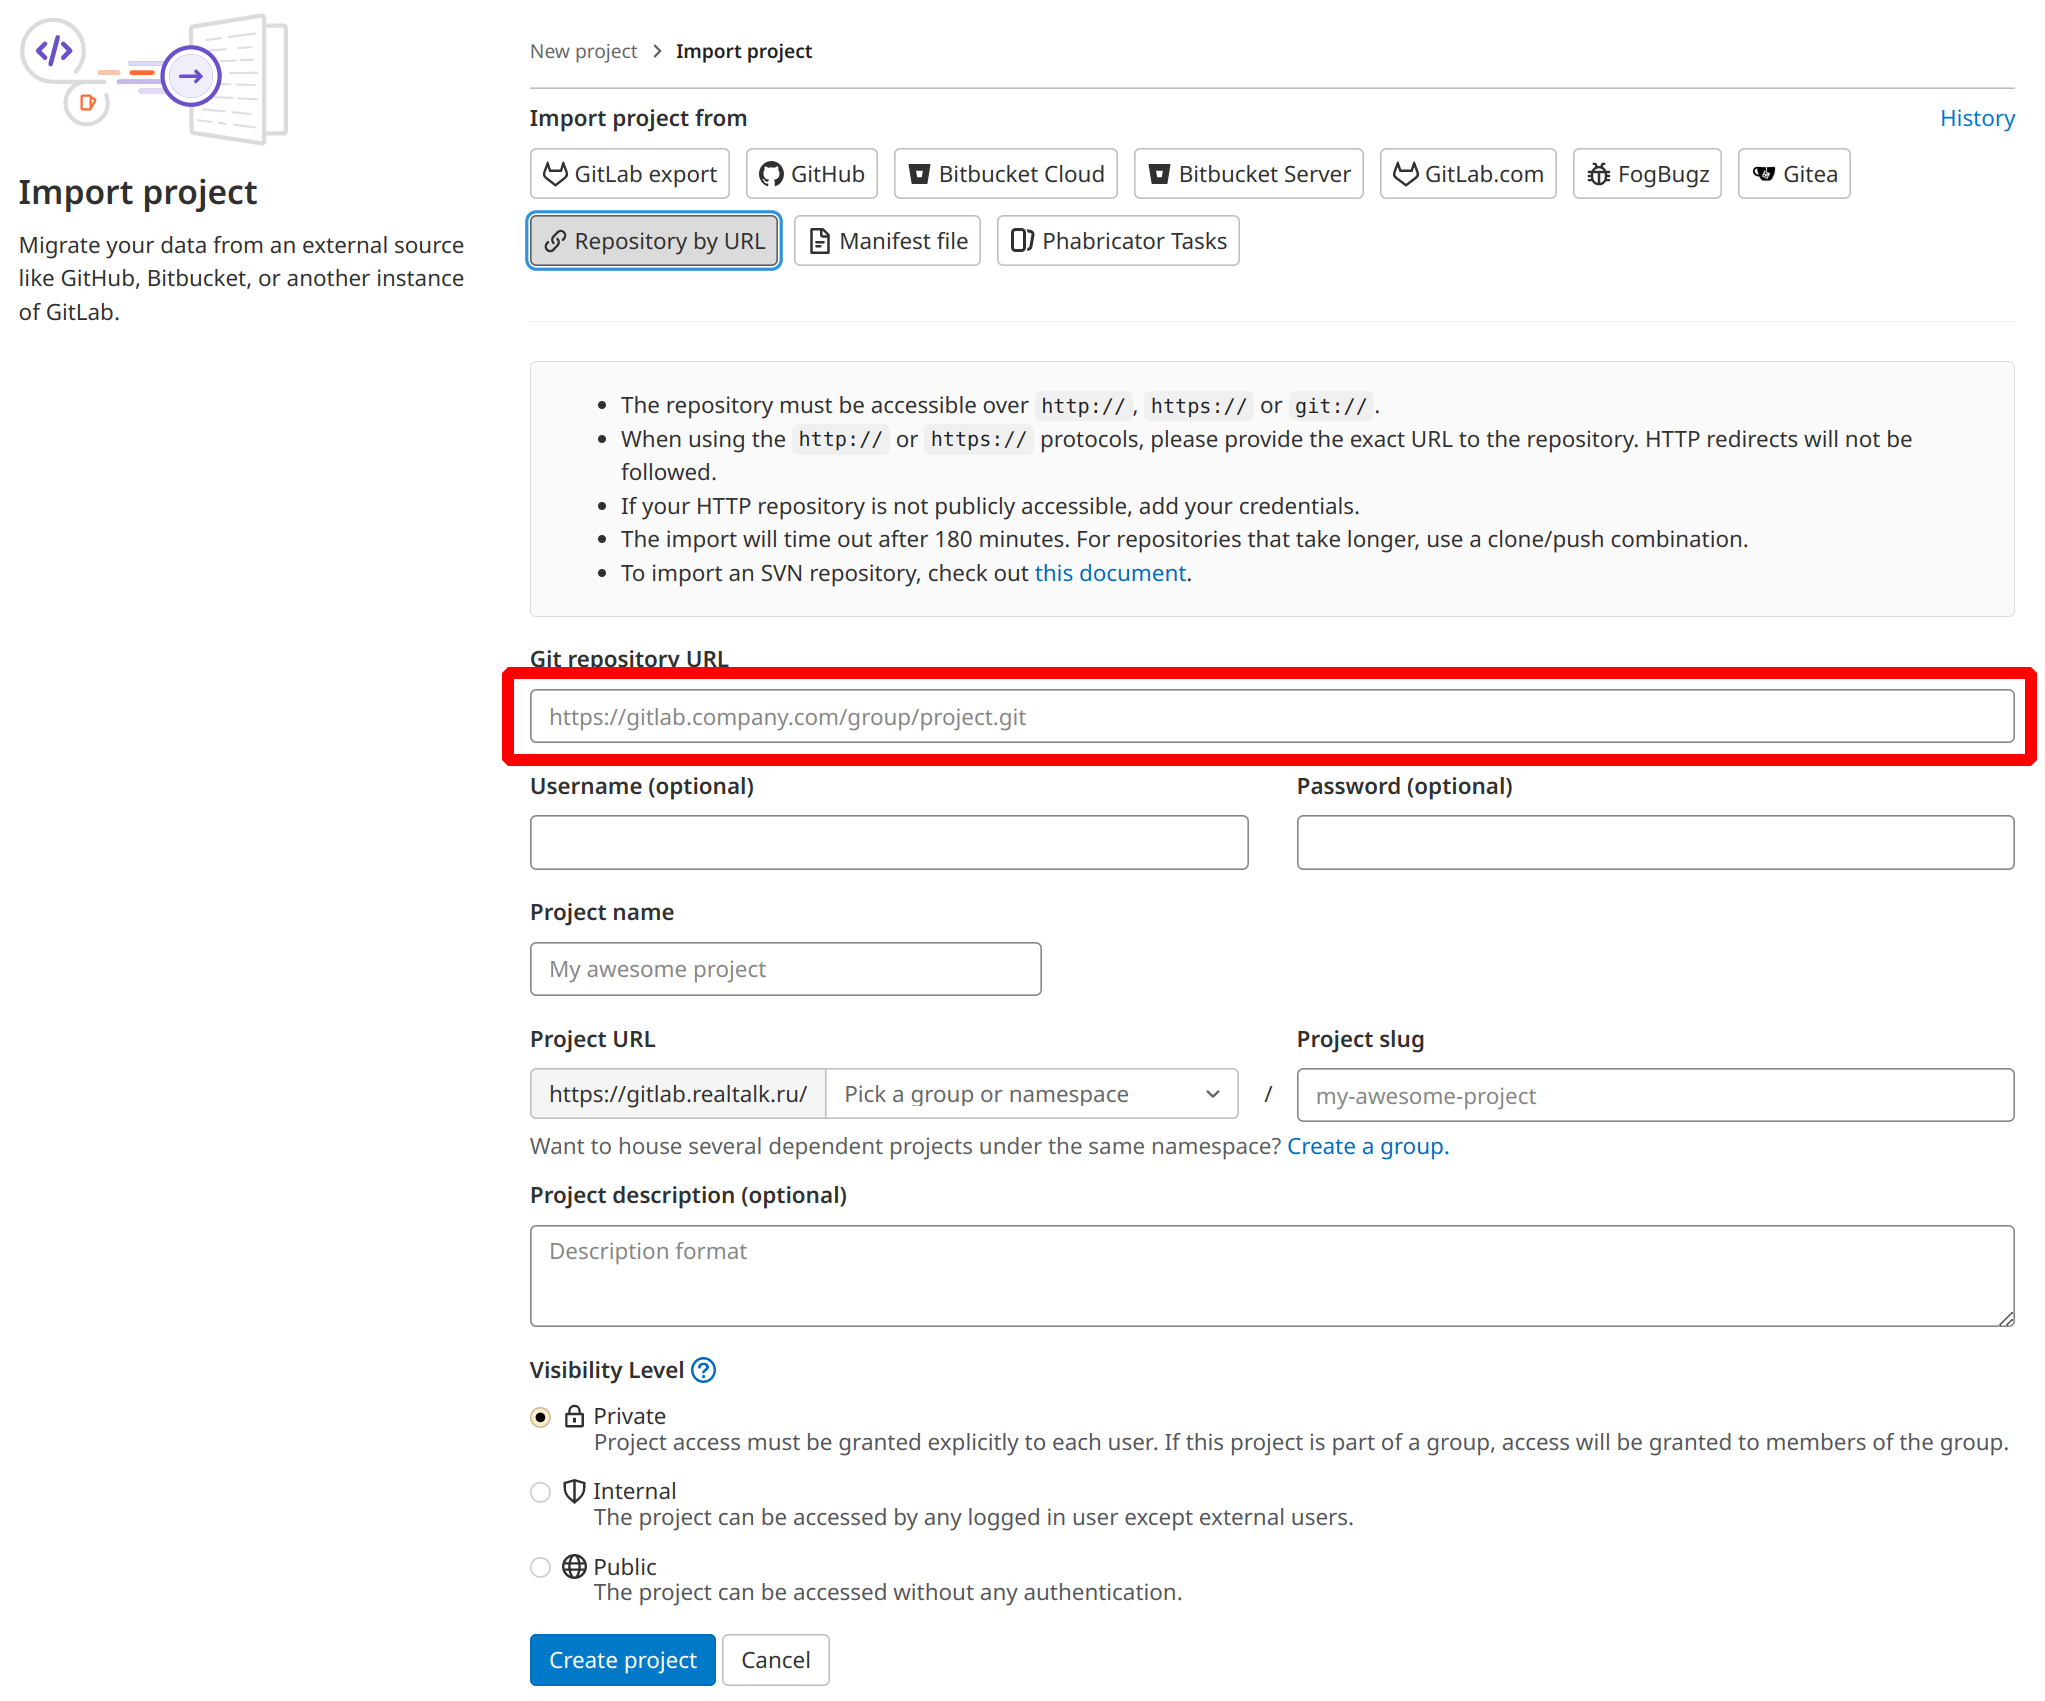 Import project
Migrate your data from an external source
like GitHub, Bitbucket, or another instance
of GitLab.
New project > Import project
Import project from
History
GitLab export
GitHub
Bitbucket Cloud
Bitbucket Server
GitLab.com
FogBugz
Gitea
Repository by URL
Manifest file
Phabricator Tasks
• The repository must be accessible over http://, https:// or git://.
• When using the http:// or https:// protocols, please provide the exact URL to the repository. HTTP redirects will not be
followed.
• If your HTTP repository is not publicly accessible, add your credentials.
• The import will time out after 180 minutes. For repositories that take longer, use a clone/push combination.
• To import an SVN repository, check out this document.
Git repository URL
https://gitlab.company.com/group/project.git
Username (optional)
Password (optional)
Project name
My awesome project
Project URL
Project slug
https://gitlab.realtalk.ru/
Pick a group or namespace
/
my-awesome-project
Want to house several dependent projects under the same namespace? Create a group.
Project description (optional)
Description format
Visibility Level
Private
Project access must be granted explicitly to each user. If this project is part of a group, access will be granted to members of the group.
Internal
The project can be accessed by any logged in user except external users.
Public
The project can be accessed without any authentication.
Create project
Cancel